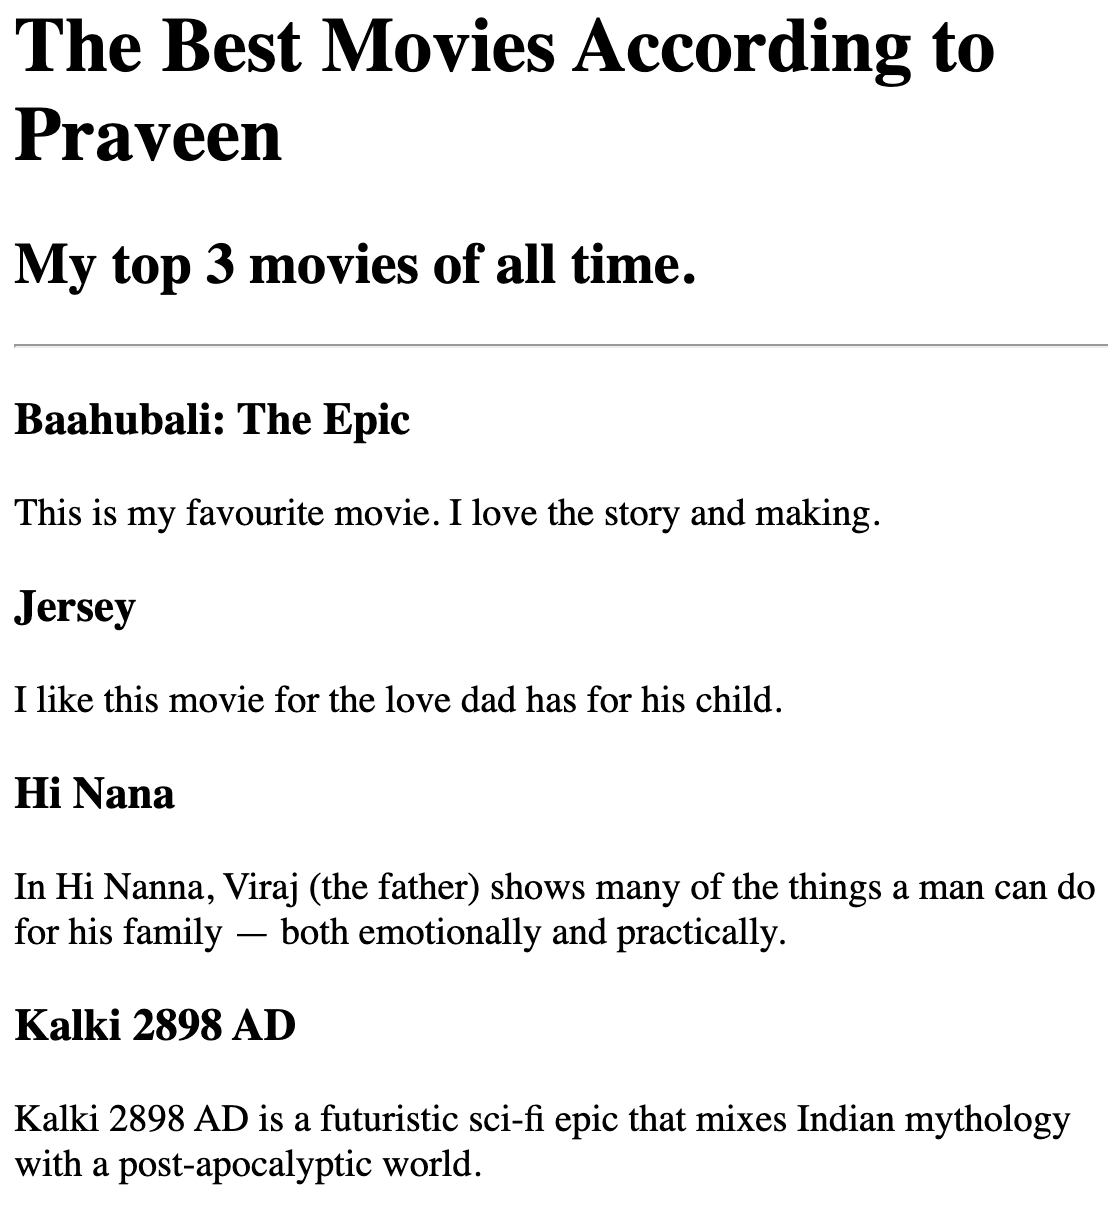 The Best Movies According to
Praveen
My top 3 movies of all time.
Baahubali: The Epic
This is my favourite movie. I love the story and making.
Jersey
I like this movie for the love dad has for his child.
Hi Nana
In Hi Nanna, Viraj (the father) shows many of the things a man can do
for his family — both emotionally and practically.
Kalki 2898 AD
Kalki 2898 AD is a futuristic sci-fi epic that mixes Indian mythology
with a post-apocalyptic world.